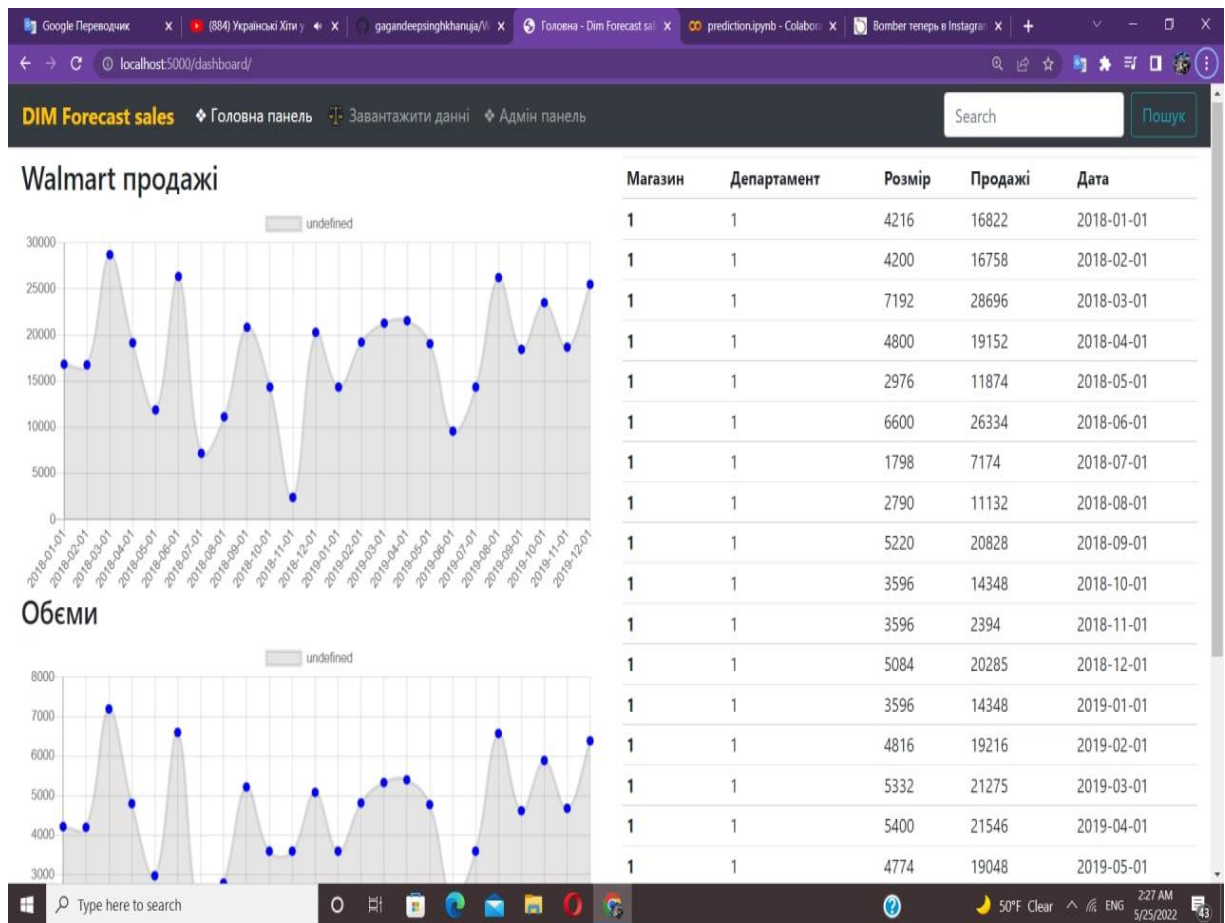 Google Переводчик
(884) Українські Хіти у
gagandeepsinghkhanuja/W
Головна - Dim Forecast sal
prediction.ipynb - Colabora
Bomber теперь в Instagran
localhost:5000/dashboard/
DIM Forecast sales Головна панель Завантажити данні Адмін панель Search Пошук
Walmart продажі
undefined
30000
25000
20000
15000
10000
5000
0
2018-01-01 2018-02-01 2018-03-01 2018-04-01 2018-05-01 2018-06-01 2018-07-01 2018-08-01 2018-09-01 2018-10-01 2018-11-01 2018-12-01 2019-01-01 2019-02-01 2019-03-01 2019-04-01 2019-05-01 2019-06-01 2019-07-01 2019-08-01 2019-09-01 2019-10-01 2019-11-01 2019-12-01
Обєми
undefined
8000
7000
6000
5000
4000
3000
Магазин Департамент Розмір Продажі Дата
1 1 4216 16822 2018-01-01
1 1 4200 16758 2018-02-01
1 1 7192 28696 2018-03-01
1 1 4800 19152 2018-04-01
1 1 2976 11874 2018-05-01
1 1 6600 26334 2018-06-01
1 1 1798 7174 2018-07-01
1 1 2790 11132 2018-08-01
1 1 5220 20828 2018-09-01
1 1 3596 14348 2018-10-01
1 1 3596 2394 2018-11-01
1 1 5084 20285 2018-12-01
1 1 3596 14348 2019-01-01
1 1 4816 19216 2019-02-01
1 1 5332 21275 2019-03-01
1 1 5400 21546 2019-04-01
1 1 4774 19048 2019-05-01
Type here to search
50°F Clear
ENG
2:27 AM
5/25/2022
43